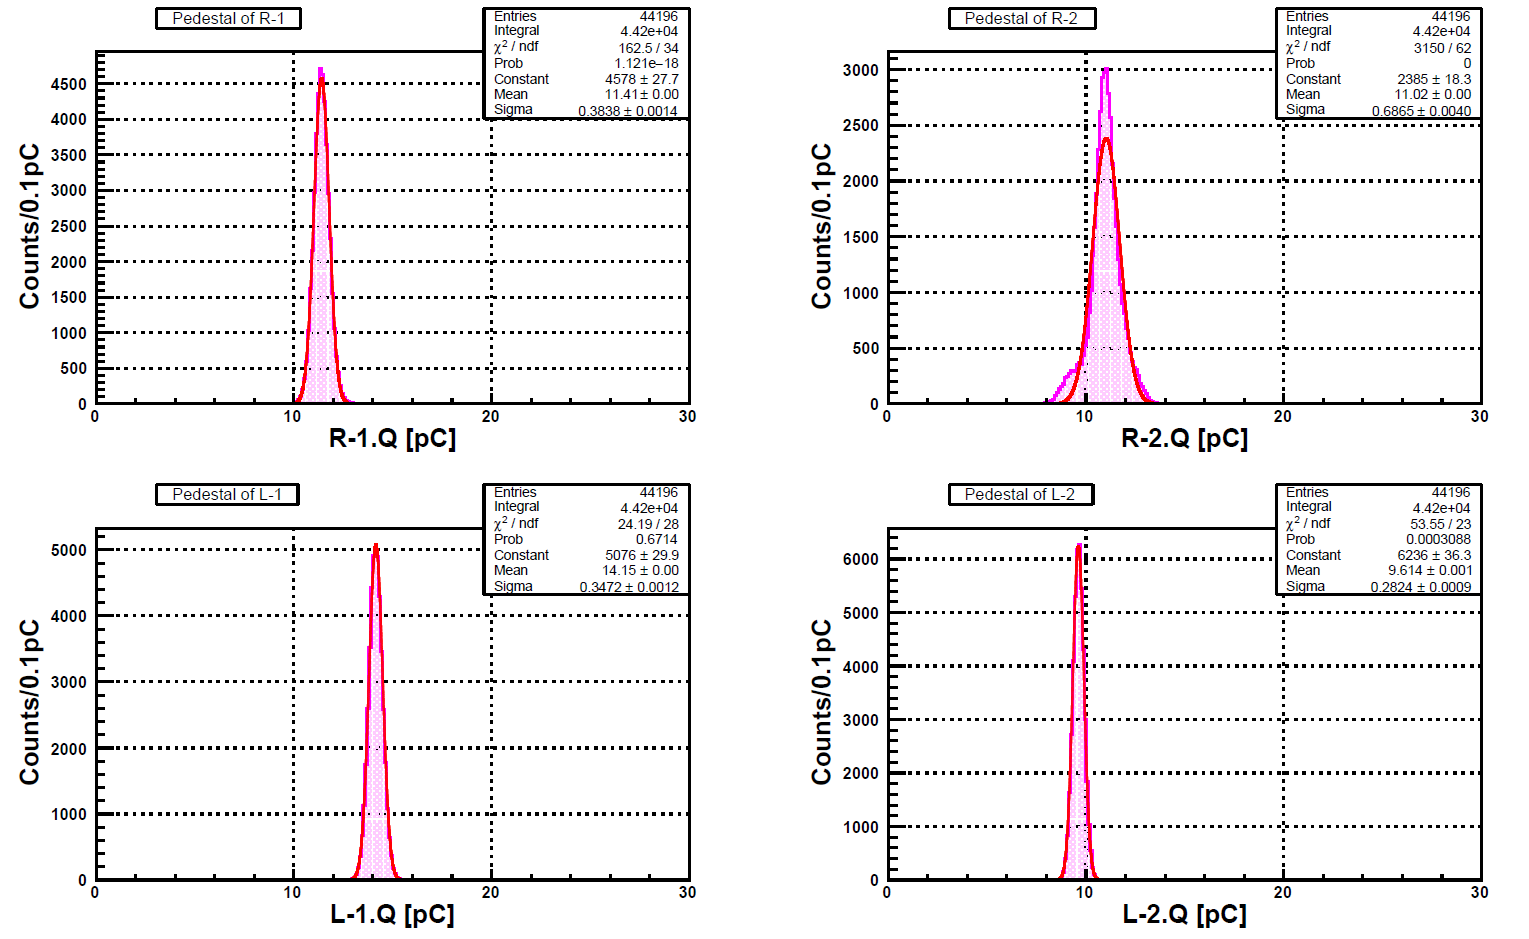 Pedestal of R-1
Entries 44196
Integral 4.42e+04
χ² / ndf 162.5 / 34
Prob 1.121e−18
Constant 4578 ± 27.7
Mean 11.41 ± 0.00
Sigma 0.3838 ± 0.0014
Counts/0.1pC
4500
4000
3500
3000
2500
2000
1500
1000
500
0
0 10 20 30
R-1.Q [pC]
Pedestal of R-2
Entries 44196
Integral 4.42e+04
χ² / ndf 3150 / 62
Prob 0
Constant 2385 ± 18.3
Mean 11.02 ± 0.00
Sigma 0.6865 ± 0.0040
Counts/0.1pC
3000
2500
2000
1500
1000
500
0
0 10 20 30
R-2.Q [pC]
Pedestal of L-1
Entries 44196
Integral 4.42e+04
χ² / ndf 24.19 / 28
Prob 0.6714
Constant 5076 ± 29.9
Mean 14.15 ± 0.00
Sigma 0.3472 ± 0.0012
Counts/0.1pC
5000
4000
3000
2000
1000
0
0 10 20 30
L-1.Q [pC]
Pedestal of L-2
Entries 44196
Integral 4.42e+04
χ² / ndf 53.55 / 23
Prob 0.0003088
Constant 6236 ± 36.3
Mean 9.614 ± 0.001
Sigma 0.2824 ± 0.0009
Counts/0.1pC
6000
5000
4000
3000
2000
1000
0
0 10 20 30
L-2.Q [pC]